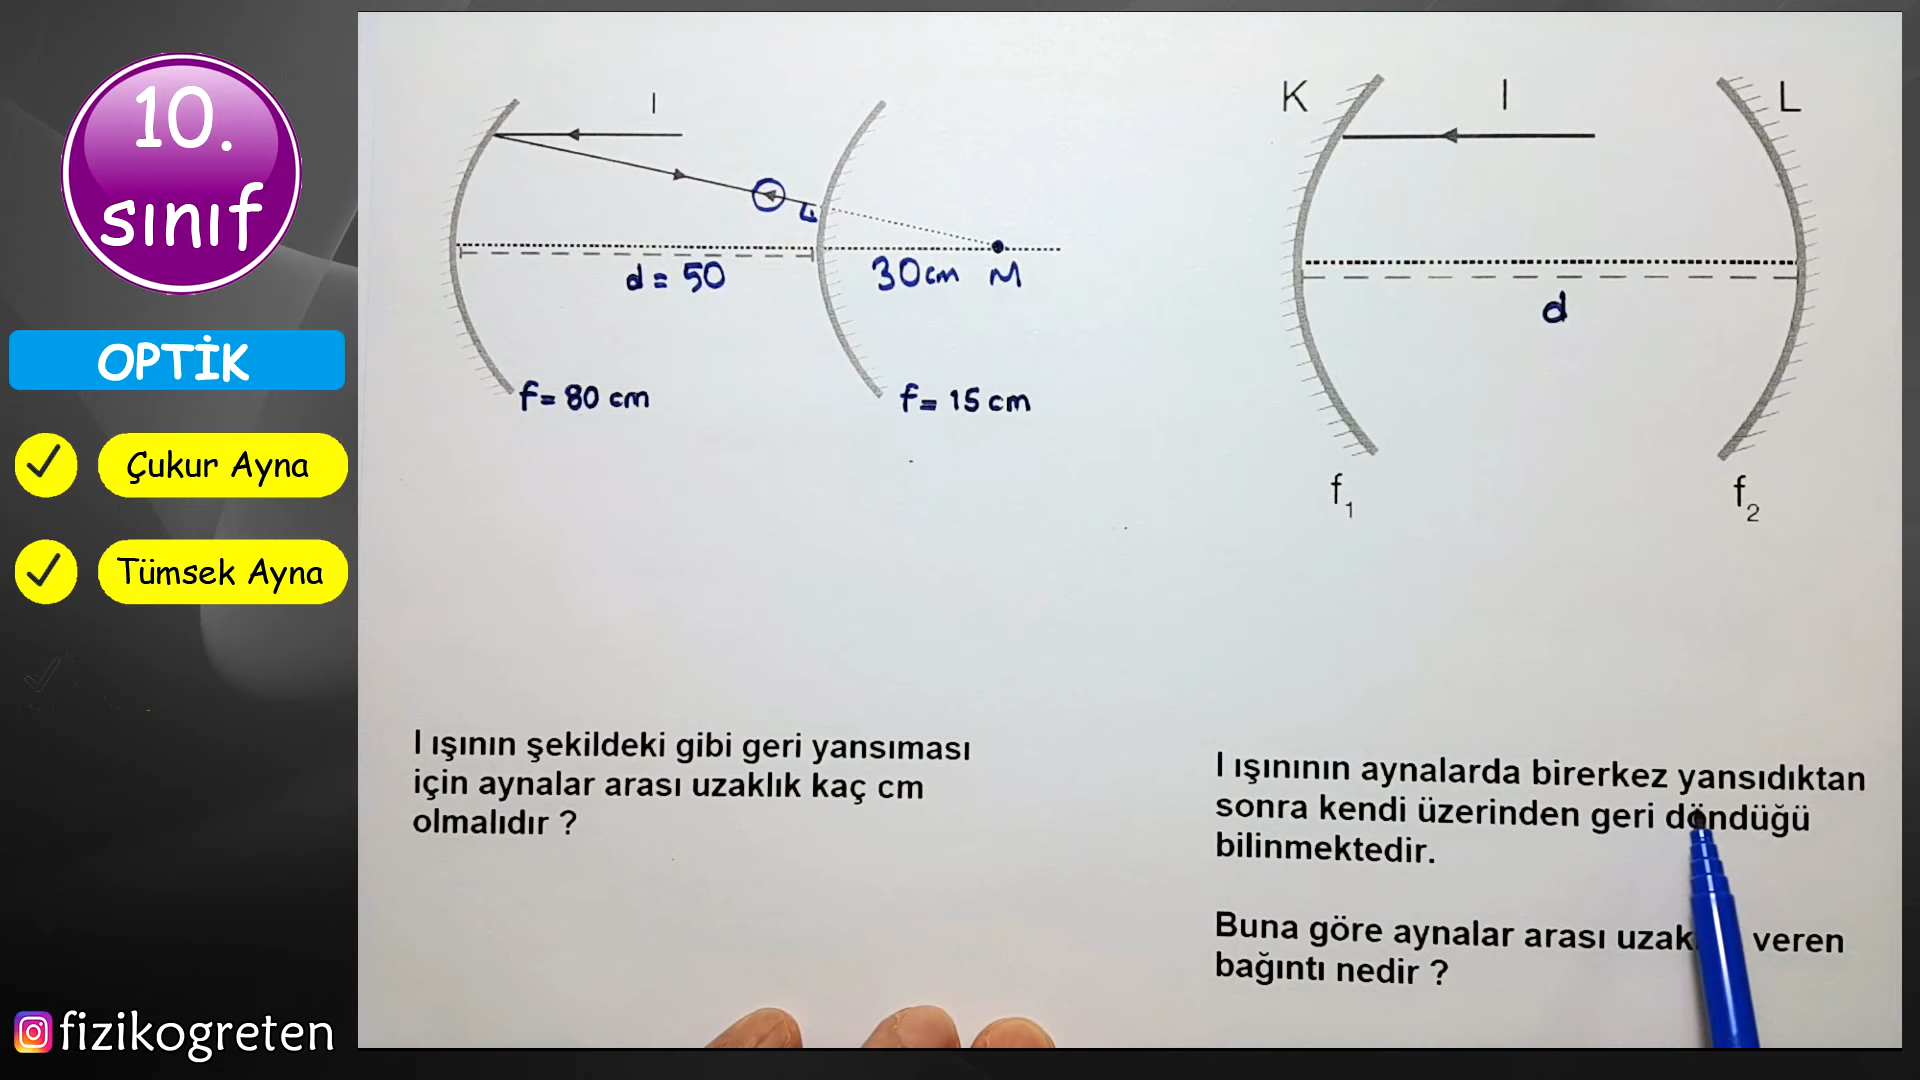 10.
sınıf
OPTİK
Çukur Ayna
Tümsek Ayna
fizikogreten
I
d = 50
30cm M
f= 80 cm
f= 15 cm
I ışının şekildeki gibi geri yansıması
için aynalar arası uzaklık kaç cm
olmalıdır ?
K I L
d
f1
f2
I ışınının aynalarda birerkez yansıdıktan
sonra kendi üzerinden geri döndüğü
bilinmektedir.
Buna göre aynalar arası veren
bağıntı nedir ?